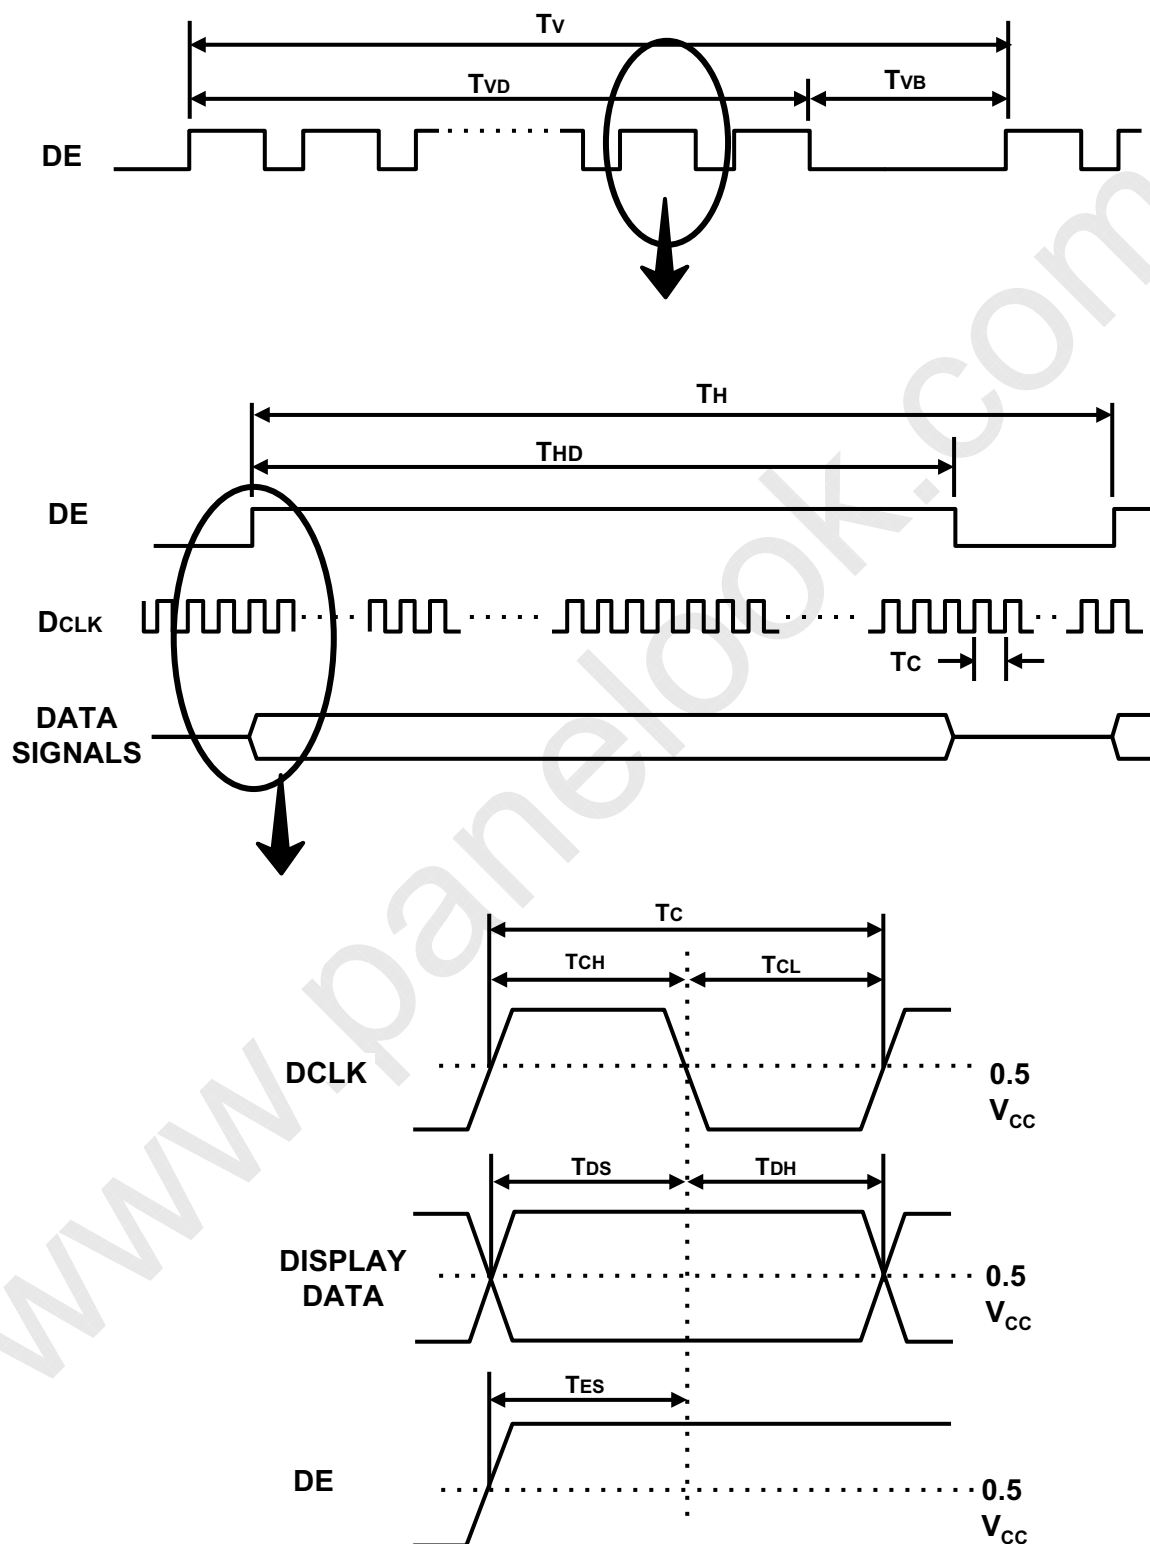 TV
TVD
TVB
DE
TH
THD
DE
DCLK
TC
DATA
SIGNALS
TC
TCH
TCL
DCLK
0.5
VCC
TDS
TDH
DISPLAY
DATA
0.5
VCC
TES
DE
0.5
VCC
www.panelook.com